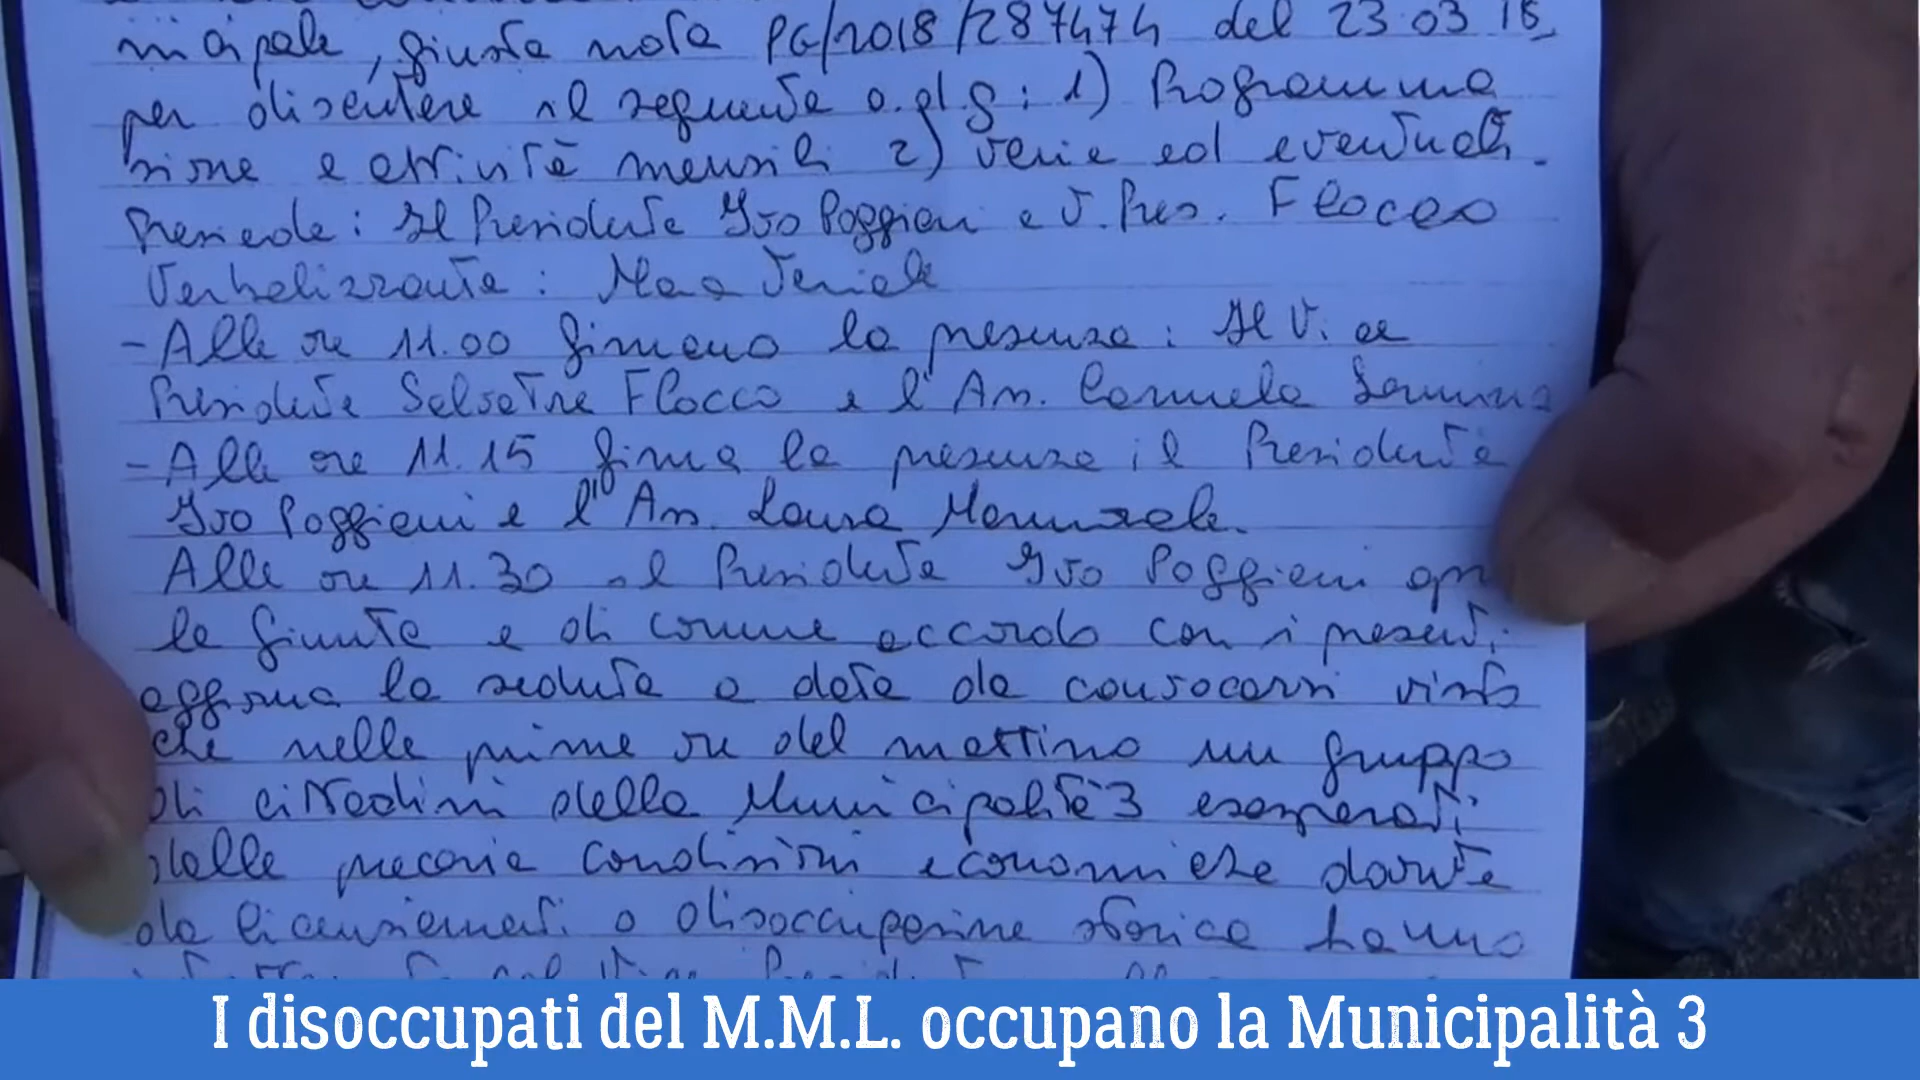 nicipale, giusta nota PG/2018/287474 del 23.03.18,
per discutere il seguente o.d.g: 1) Programma
zione e attività mensili 2) varie ed eventuali.
Presiede: Il Presidente Ivo Poggiani e V. Pres. Flocco
Verbalizzante:
- Alle ore 11.00 firmano la presenza: Il Vice
Presidente Salvatore Flocco e l'Ass. Carmela
- Alle ore 11.15 firma la presenza il Presidente
Ivo Poggiani e l'Ass. Laura
Alle ore 11.30 il Presidente Ivo Poggiani apre
la giunta e di comune accordo con i presenti
aggiorna la seduta a data da convocarsi visto
che nelle prime ore del mattino un gruppo
di cittadini della Municipalità 3 esasperati
dalle precarie condizioni economiche dovute
da licenziamenti o disoccupazione storica hanno
I disoccupati del M.M.L. occupano la Municipalità 3